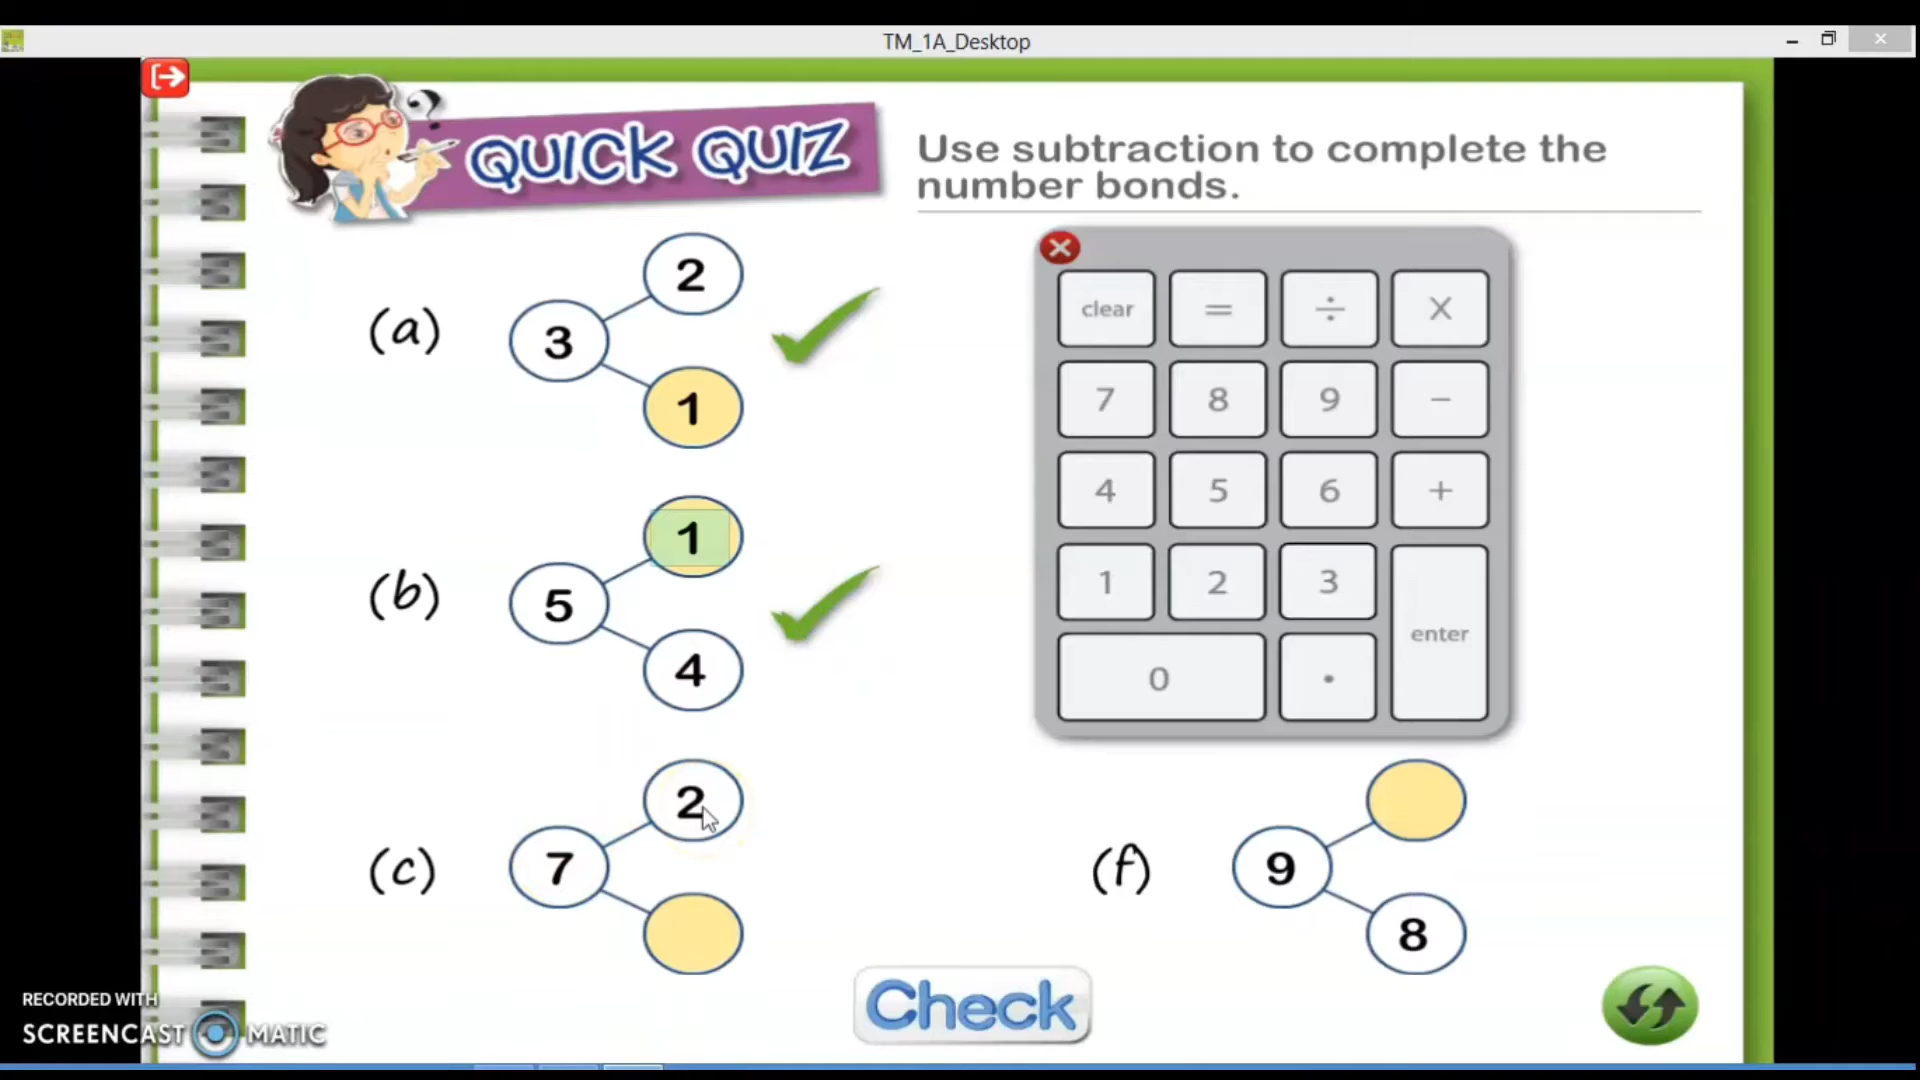 TM_1A_Desktop
?
QUICK QUIZ
Use subtraction to complete the
number bonds.
(a)
3
2
1
(b)
5
1
4
(c)
7
2
clear = ÷ X
7 8 9 −
4 5 6 +
1 2 3
enter
0 .
(f)
9
8
Check
RECORDED WITH
SCREENCAST MATIC